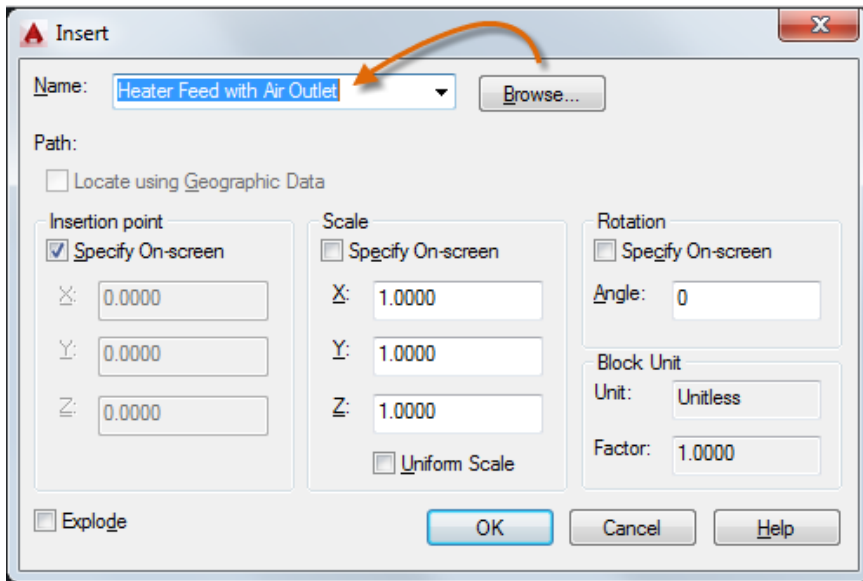 Insert
Name: Heater Feed with Air Outlet Browse...
Path:
Locate using Geographic Data
Insertion point
Specify On-screen
X: 0.0000
Y: 0.0000
Z: 0.0000
Scale
Specify On-screen
X: 1.0000
Y: 1.0000
Z: 1.0000
Uniform Scale
Rotation
Specify On-screen
Angle: 0
Block Unit
Unit: Unitless
Factor: 1.0000
Explode
OK Cancel Help